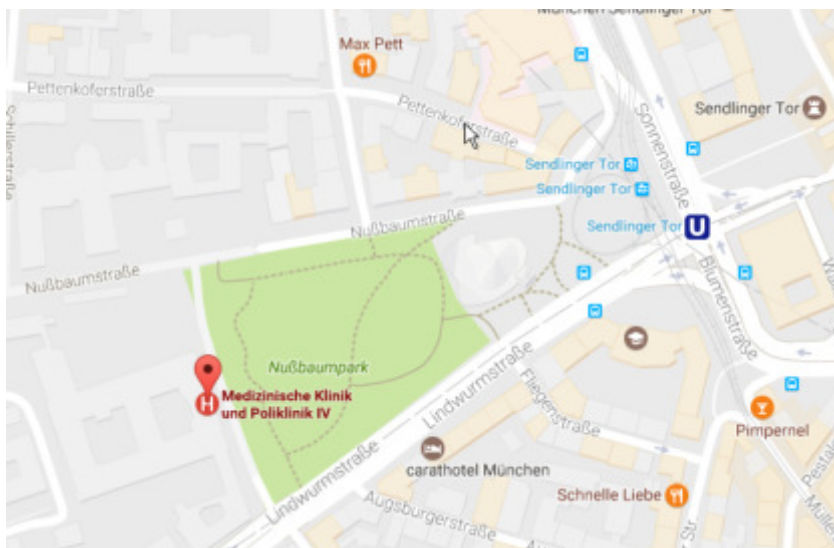 München Sendlinger Tor
Max Pett
Pettenkoferstraße
Pettenkoferstraße
Schillerstraße
Sonnenstraße
Sendlinger Tor
Sendlinger Tor
Sendlinger Tor
Sendlinger Tor
U
Nußbaumstraße
Nußbaumstraße
Blumenstraße
Nußbaumpark
H
Medizinische Klinik
und Poliklinik IV
Lindwurmstraße
Lindwurmstraße
Fliegenstraße
Pimpernel
carathotel München
Schnelle Liebe
Augsburgerstraße
Str